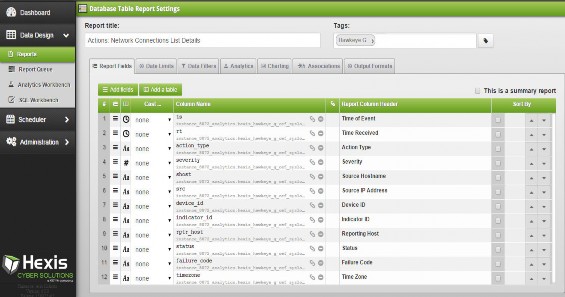 Dashboard
Database Table Report Settings
Data Design
Reports
Report Queue
Analytics Workbench
SQL Workbench
Scheduler
Administration
Hexis
CYBER SOLUTIONS
Report title:
Tags:
Actions: Network Connections List Details
Hawkeye G
Report Fields
Data Limits
Data Filters
Analytics
Charting
Associations
Output Formats
Add fields
Add a table
This is a summary report
# Cast ... Column Name Report Column Header Sort By
1 none ts Time of Event
2 none rt Time Received
3 Aa none action_type Action Type
4 # none severity Severity
5 Aa none shost Source Hostname
6 Aa none src Source IP Address
7 Aa none device_id Device ID
8 Aa none indicator_id Indicator ID
9 Aa none rptr_host Reporting Host
10 Aa none status Status
11 Aa none failure_code Failure Code
12 Aa none timezone Time Zone